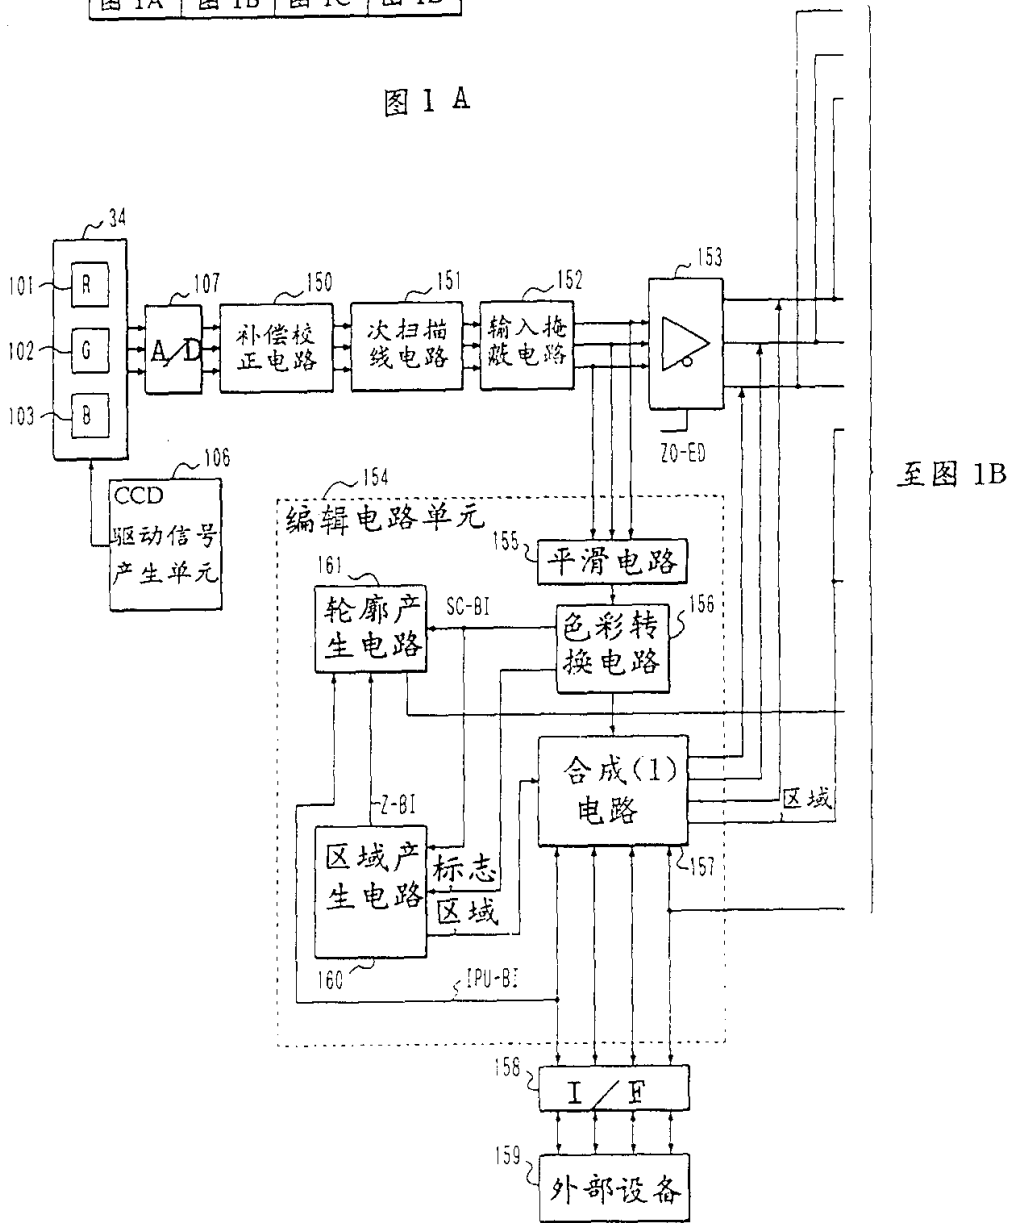 图 1A 图 1B 图 1C 图 1D
图 1 A
34
101
R
102
G
103
B
107
A/D
150
补偿校
正电路
151
次扫描
线电路
152
输入掩
蔽电路
153
ZO-ED
至图 1B
106
CCD
驱动信号
产生单元
154
编辑电路单元
155
平滑电路
161
轮廓产
生电路
SC-BI
156
色彩转
换电路
合成(1)
电路
区域
157
Z-BI
区域产
生电路
标志
区域
160
IPU-BI
158
I/F
159
外部设备